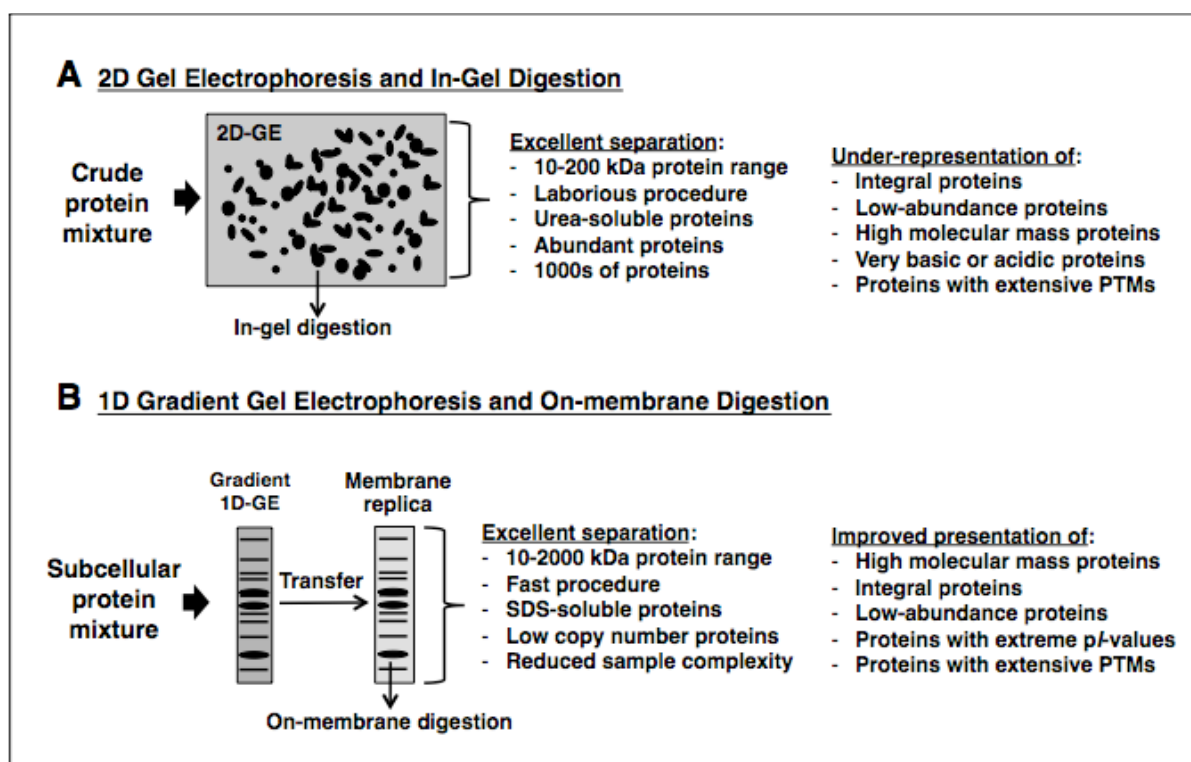 A 2D Gel Electrophoresis and In-Gel Digestion
2D-GE
Crude
protein
mixture
In-gel digestion
Excellent separation:
- 10-200 kDa protein range
- Laborious procedure
- Urea-soluble proteins
- Abundant proteins
- 1000s of proteins
Under-representation of:
- Integral proteins
- Low-abundance proteins
- High molecular mass proteins
- Very basic or acidic proteins
- Proteins with extensive PTMs
B 1D Gradient Gel Electrophoresis and On-membrane Digestion
Gradient
1D-GE
Membrane
replica
Subcellular
protein
mixture
Transfer
On-membrane digestion
Excellent separation:
- 10-2000 kDa protein range
- Fast procedure
- SDS-soluble proteins
- Low copy number proteins
- Reduced sample complexity
Improved presentation of:
- High molecular mass proteins
- Integral proteins
- Low-abundance proteins
- Proteins with extreme pI-values
- Proteins with extensive PTMs